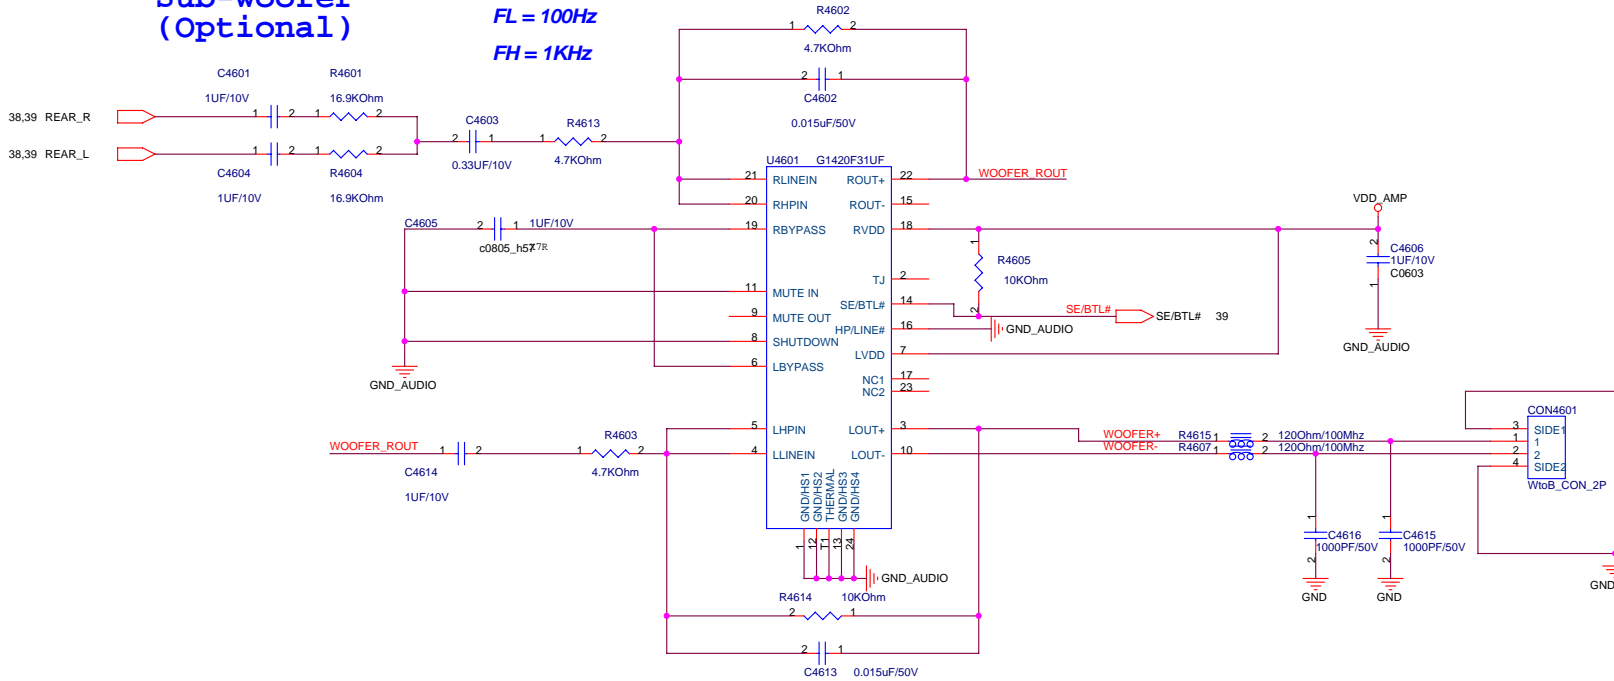 Sub-Woofer
(Optional)
FL = 100Hz
FH = 1KHz
R4602
1 2
4.7KOhm
2 1
C4602
0.015uF/50V
C4601
1UF/10V
R4601
16.9KOhm
38,39 REAR_R
1 2 1 2
38,39 REAR_L
1 2 1 2
C4604
1UF/10V
R4604
16.9KOhm
C4603
2 1
0.33UF/10V
R4613
1 2
4.7KOhm
U4601 G1420F31UF
21 RLINEIN
20 RHPIN
19 RBYPASS
11 MUTE IN
9 MUTE OUT
8 SHUTDOWN
6 LBYPASS
5 LHPIN
4 LLINEIN
ROUT+ 22
ROUT- 15
RVDD 18
TJ 2
SE/BTL# 14
HP/LINE# 16
LVDD 7
NC1 17
NC2 23
LOUT+ 3
LOUT- 10
GND/HS1
GND/HS2
THERMAL
GND/HS3
GND/HS4
1
12
T1
13
24
GND_AUDIO
WOOFER_ROUT
C4605
2 1
1UF/10V
c0805_h57
X7R
GND_AUDIO
1
R4605
10KOhm
2
GND_AUDIO
SE/BTL#
SE/BTL# 39
VDD_AMP
2
C4606
1UF/10V
C0603
1
GND_AUDIO
WOOFER_ROUT
1 2
C4614
1UF/10V
R4603
1 2
4.7KOhm
R4614 10KOhm
2 1
2 1
C4613 0.015uF/50V
WOOFER+ R4615 1 2 120Ohm/100Mhz
WOOFER- R4607 1 2 120Ohm/100Mhz
CON4601
3 SIDE1
1 1
2 2
4 SIDE2
WtoB_CON_2P
1
C4616
1000PF/50V
2
GND
1
C4615
1000PF/50V
2
GND
GND